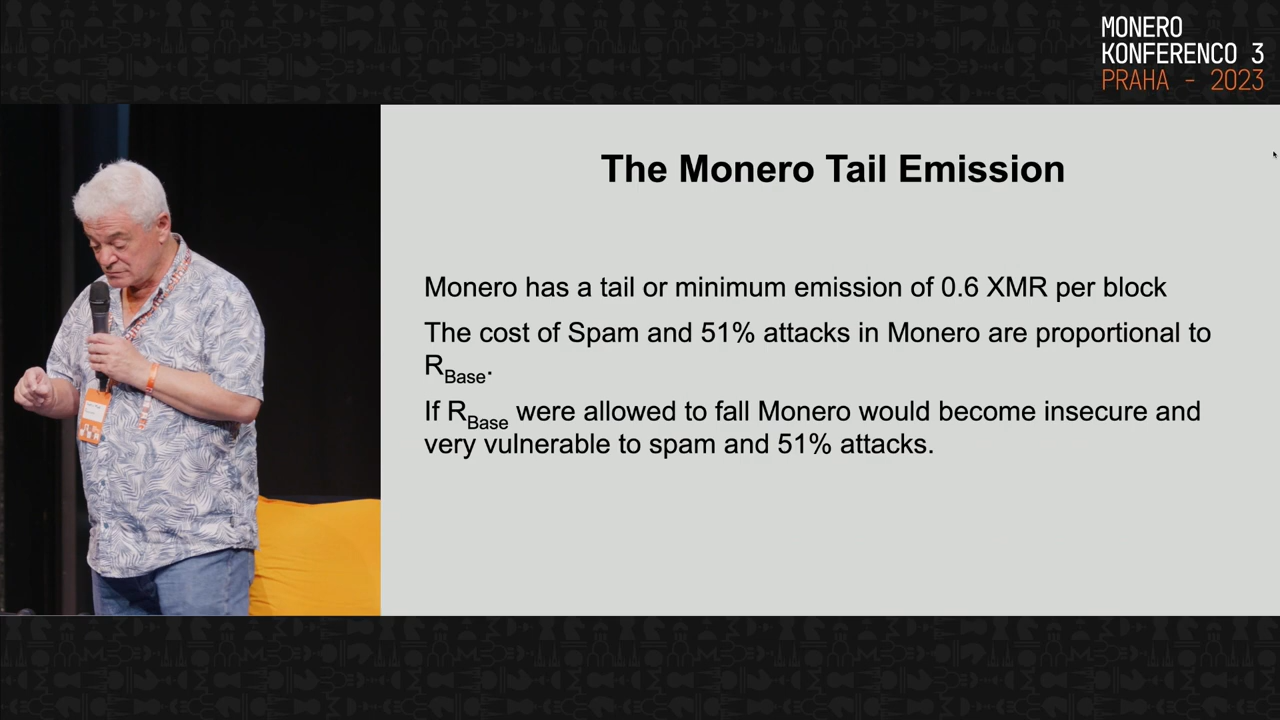 MONERO
KONFERENCO 3
PRAHA - 2023
The Monero Tail Emission
Monero has a tail or minimum emission of 0.6 XMR per block
The cost of Spam and 51% attacks in Monero are proportional to
RBase.
If RBase were allowed to fall Monero would become insecure and
very vulnerable to spam and 51% attacks.